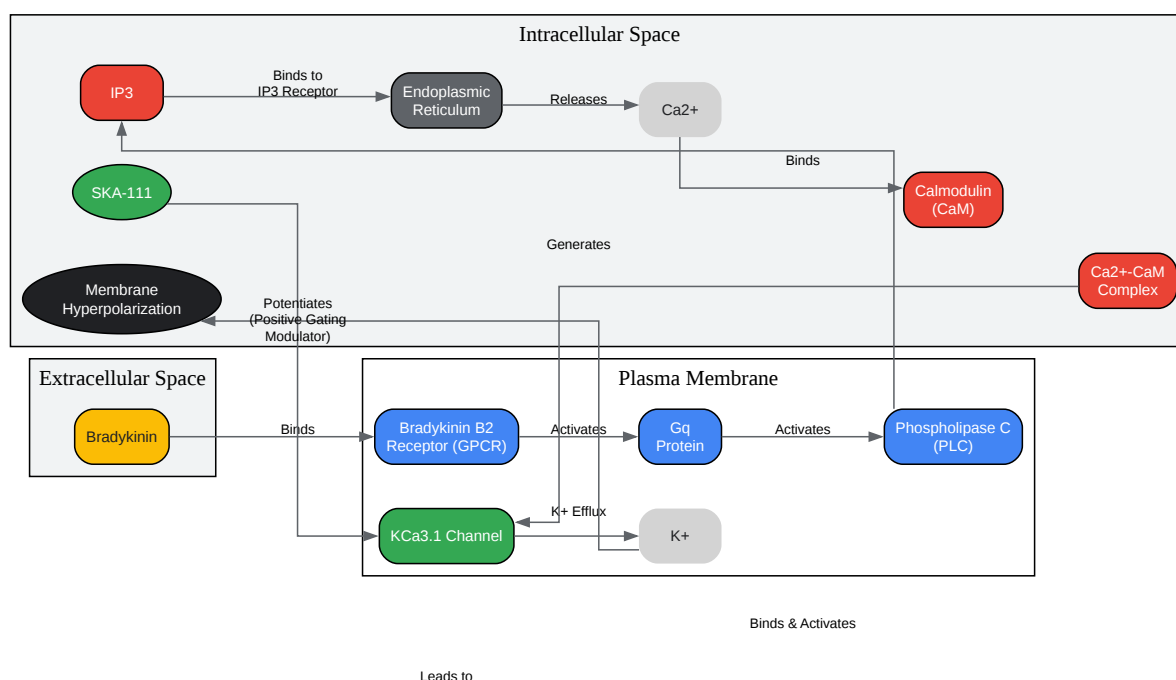 Intracellular Space
IP3
Binds to
IP3 Receptor
Endoplasmic
Reticulum
Releases
Ca2+
Binds
SKA-111
Calmodulin
(CaM)
Generates
Ca2+-CaM
Complex
Membrane
Hyperpolarization
Potentiates
(Positive Gating
Modulator)
Extracellular Space
Plasma Membrane
Bradykinin
Binds
Bradykinin B2
Receptor (GPCR)
Activates
Gq
Protein
Activates
Phospholipase C
(PLC)
KCa3.1 Channel
K+ Efflux
K+
Binds & Activates
Leads to